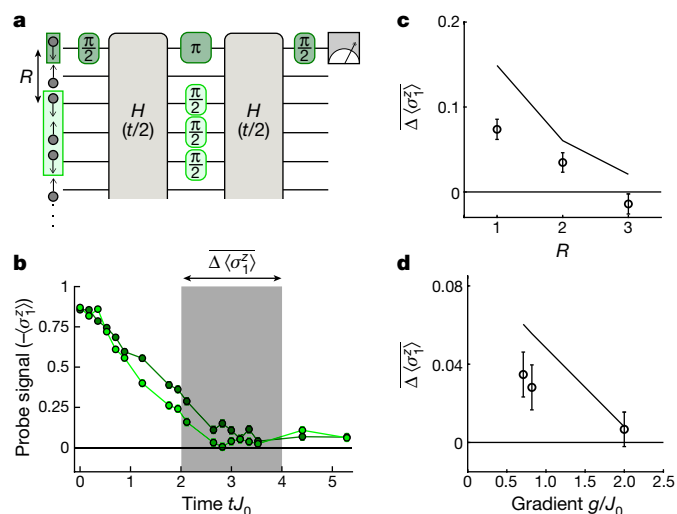 a
π/2 π π/2
R
H
(t/2)
π/2
π/2
π/2
H
(t/2)
b
Δ⟨σ₁ᶻ⟩
Probe signal (−⟨σ₁ᶻ⟩)
1
0.75
0.5
0.25
0
0 1 2 3 4 5
Time tJ₀
c
Δ⟨σ₁ᶻ⟩
0.2
0.1
0
1 2 3
R
d
Δ⟨σ₁ᶻ⟩
0.08
0.04
0
0 0.5 1.0 1.5 2.0 2.5
Gradient g/J₀